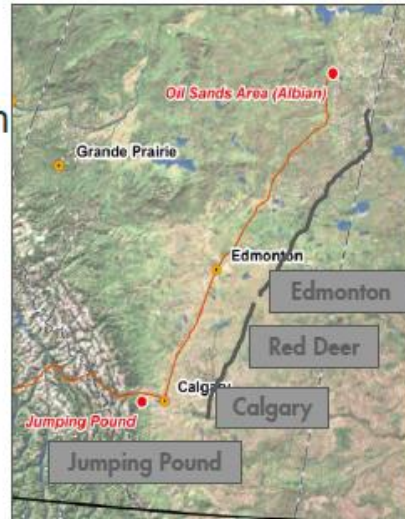 n
Oil Sands Area (Albian)
Grande Prairie
Edmonton
Edmonton
Red Deer
Calgary
Calgary
Jumping Pound
Jumping Pound